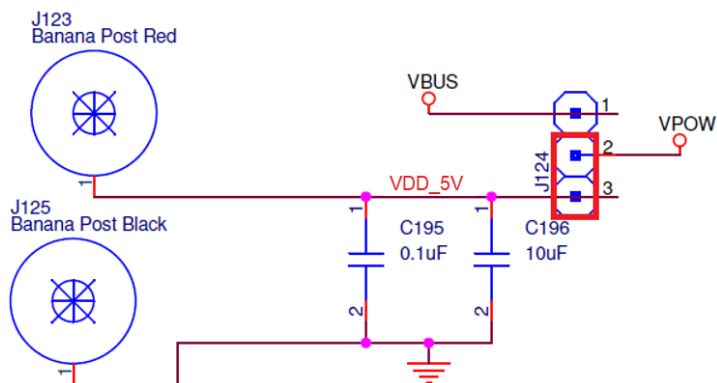 J123
Banana Post Red
VBUS
1
VPOW
2
J124
3
1
VDD_5V
J125
Banana Post Black
1
C195
0.1uF
2
1
C196
10uF
2
1